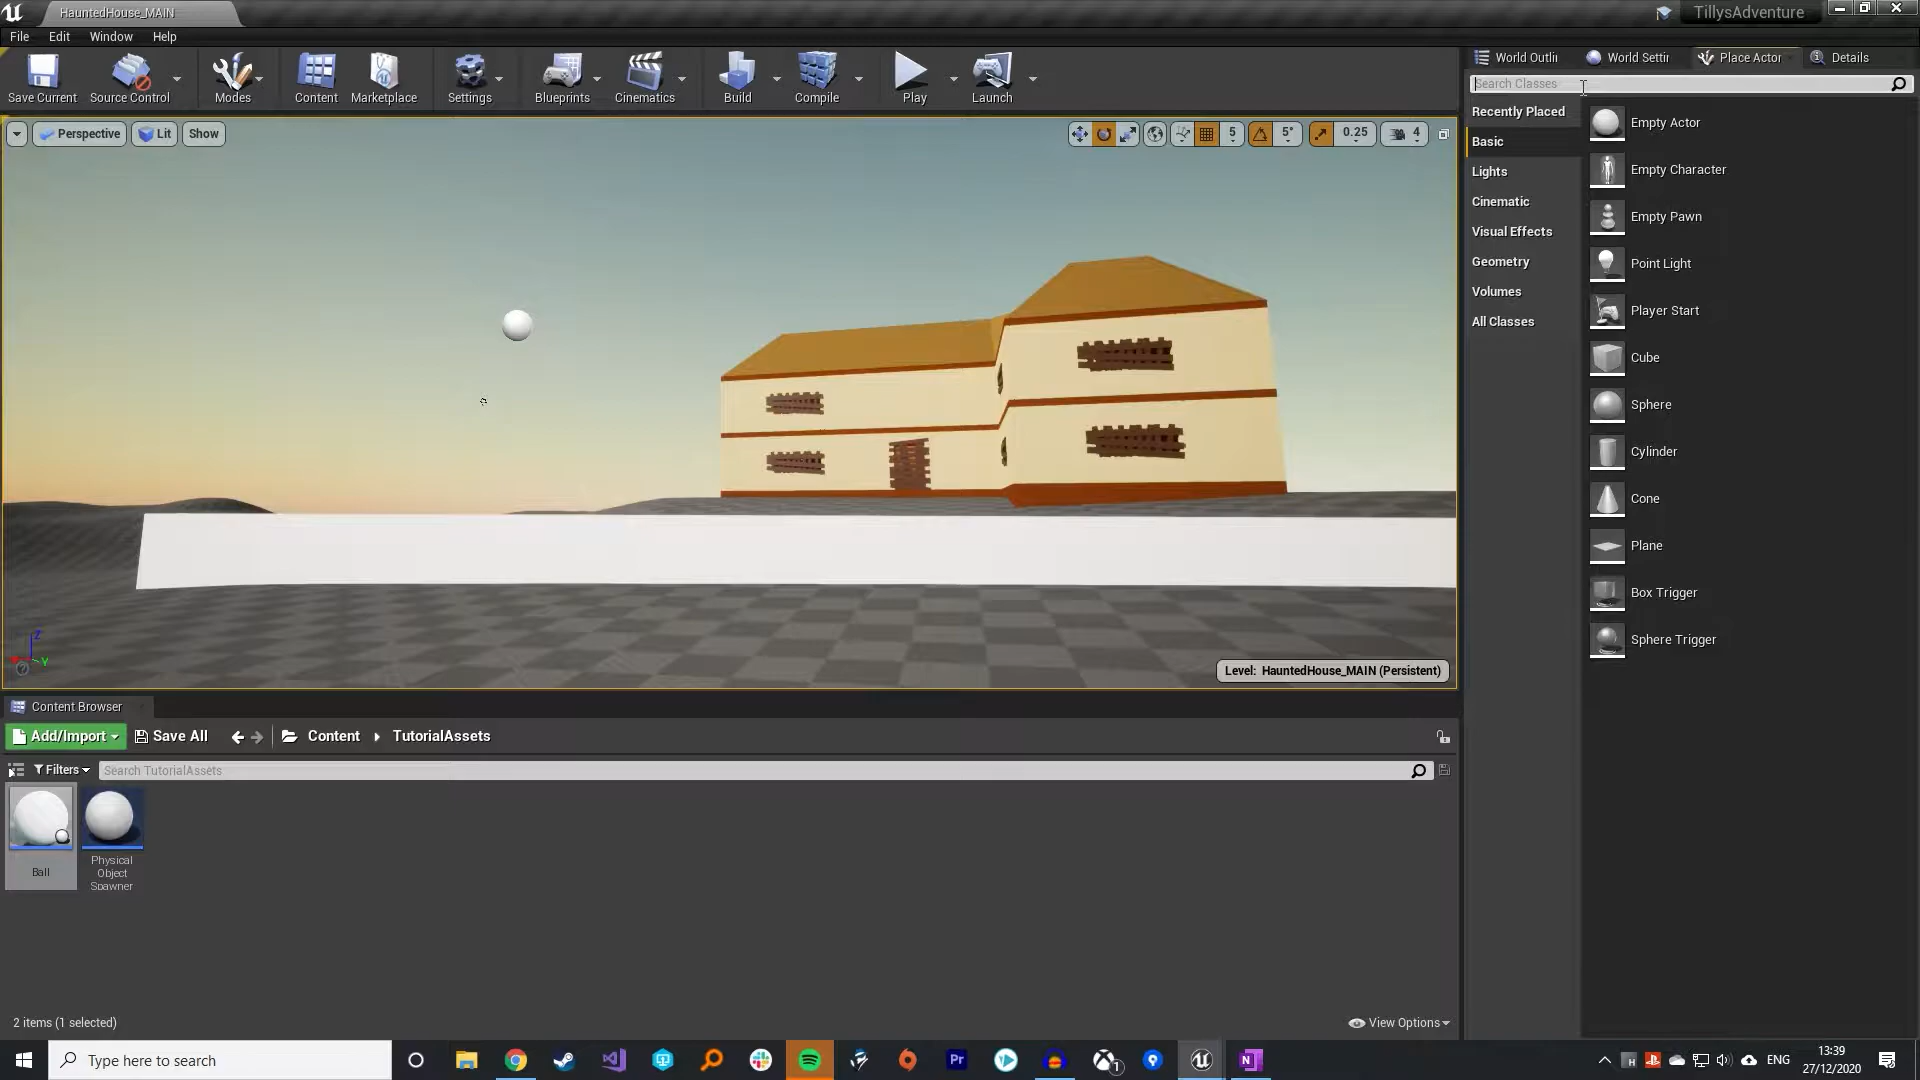 HauntedHouse_MAIN
TillysAdventure
File Edit Window Help
Save Current
Source Control
Modes
Content
Marketplace
Settings
Blueprints
Cinematics
Build
Compile
Play
Launch
World Outli
World Settir
Place Actor
Details
Search Classes
Perspective
Lit
Show
5
5°
0.25
4
Recently Placed
Basic
Lights
Cinematic
Visual Effects
Geometry
Volumes
All Classes
Empty Actor
Empty Character
Empty Pawn
Point Light
Player Start
Cube
Sphere
Cylinder
Cone
Plane
Box Trigger
Sphere Trigger
Z
Y
Level: HauntedHouse_MAIN (Persistent)
Content Browser
Add/Import
Save All
Content
TutorialAssets
Filters
Search TutorialAssets
Ball
Physical
Object
Spawner
2 items (1 selected)
View Options
Type here to search
Pr
1
N
H
ENG
13:39
27/12/2020